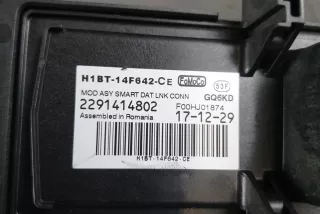 H1BT-14F642-CE FoMoCo 53F
MOD ASY SMART DAT LNK CONN GQ6KD
2291414802 F00HJ01874
Assembled in Romania 17-12-29
H1BT-14F642-CE